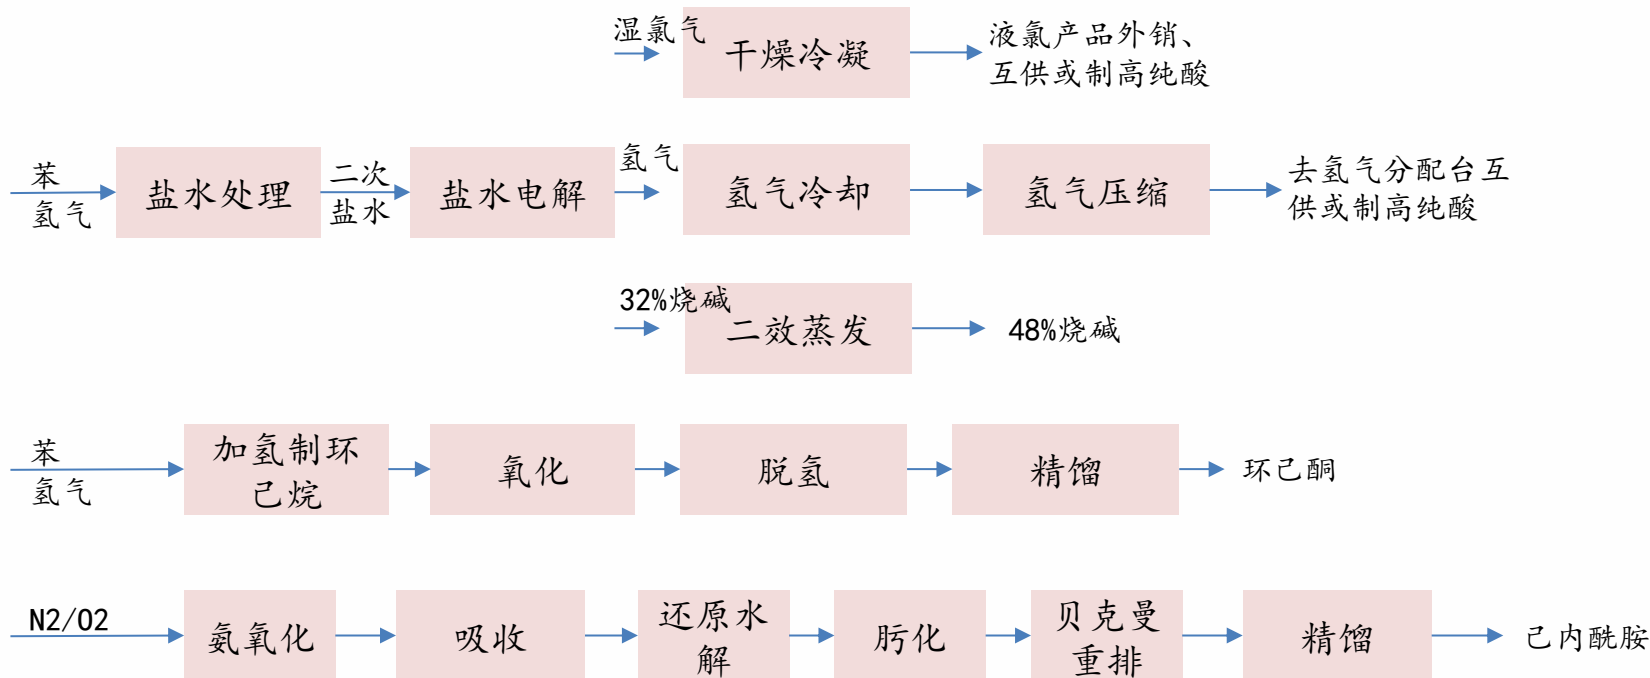 湿氯气
干燥冷凝
液氯产品外销、
互供或制高纯酸
苯
氢气
盐水处理
二次
盐水
盐水电解
氢气
氢气冷却
氢气压缩
去氢气分配台互
供或制高纯酸
32%烧碱
二效蒸发
48%烧碱
苯
氢气
加氢制环
己烷
氧化
脱氢
精馏
环己酮
N2/O2
氨氧化
吸收
还原水
解
肟化
贝克曼
重排
精馏
己内酰胺